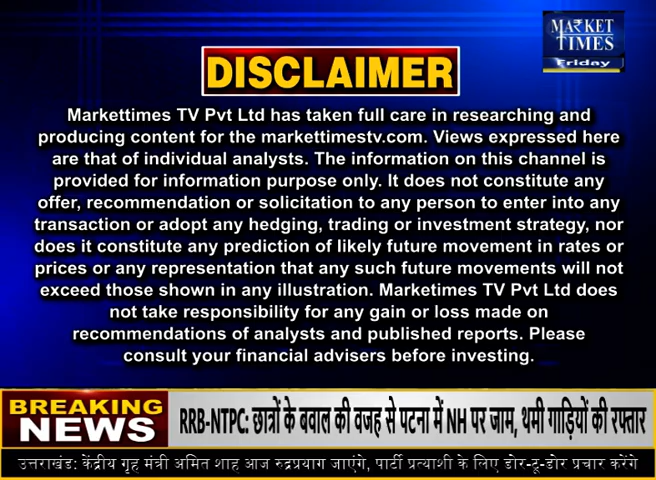 MARKET
TIMES
Friday
DISCLAIMER
Markettimes TV Pvt Ltd has taken full care in researching and
producing content for the markettimestv.com. Views expressed here
are that of individual analysts. The information on this channel is
provided for information purpose only. It does not constitute any
offer, recommendation or solicitation to any person to enter into any
transaction or adopt any hedging, trading or investment strategy, nor
does it constitute any prediction of likely future movement in rates or
prices or any representation that any such future movements will not
exceed those shown in any illustration. Marketimes TV Pvt Ltd does
not take responsibility for any gain or loss made on
recommendations of analysts and published reports. Please
consult your financial advisers before investing.
BREAKING
NEWS
RRB-NTPC: छात्रों के बवाल की वजह से पटना में NH पर जाम, थमी गाड़ियों की रफ्तार
उत्तराखंड: केंद्रीय गृह मंत्री अमित शाह आज रुद्रप्रयाग जाएंगे, पार्टी प्रत्याशी के लिए डोर-टू-डोर प्रचार करेंगे